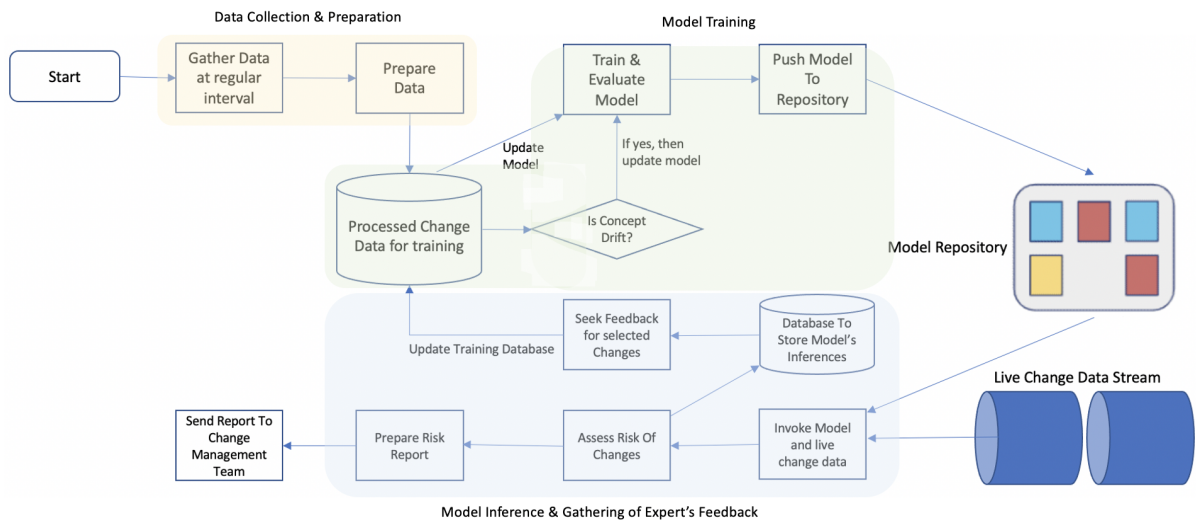 Data Collection & Preparation
Model Training
Start
Gather Data
at regular
interval
Prepare
Data
Train &
Evaluate
Model
Push Model
To
Repository
Update
Model
If yes, then
update model
Processed Change
Data for training
Is Concept
Drift?
Model Repository
Seek Feedback
for selected
Changes
Database To
Store Model's
Inferences
Update Training Database
Live Change Data Stream
Send Report To
Change
Management
Team
Prepare Risk
Report
Assess Risk Of
Changes
Invoke Model
and live
change data
Model Inference & Gathering of Expert's Feedback